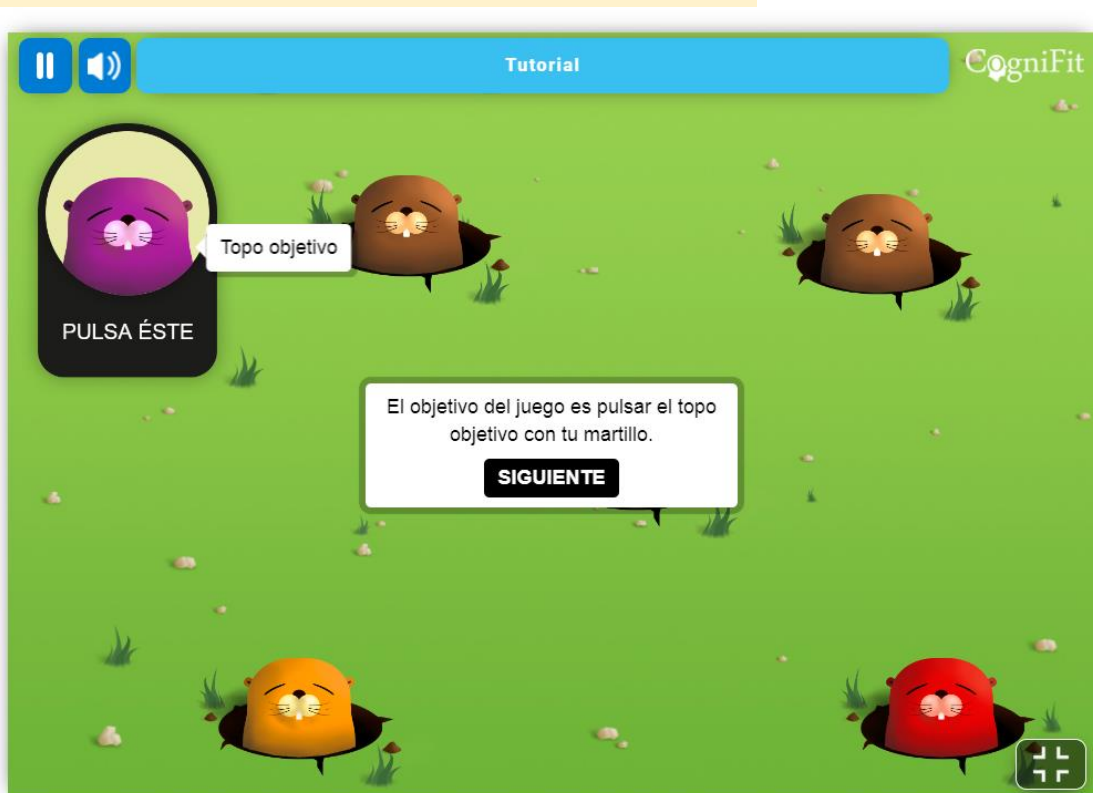 Tutorial
CogniFit
Topo objetivo
PULSA ÉSTE
El objetivo del juego es pulsar el topo
objetivo con tu martillo.
SIGUIENTE